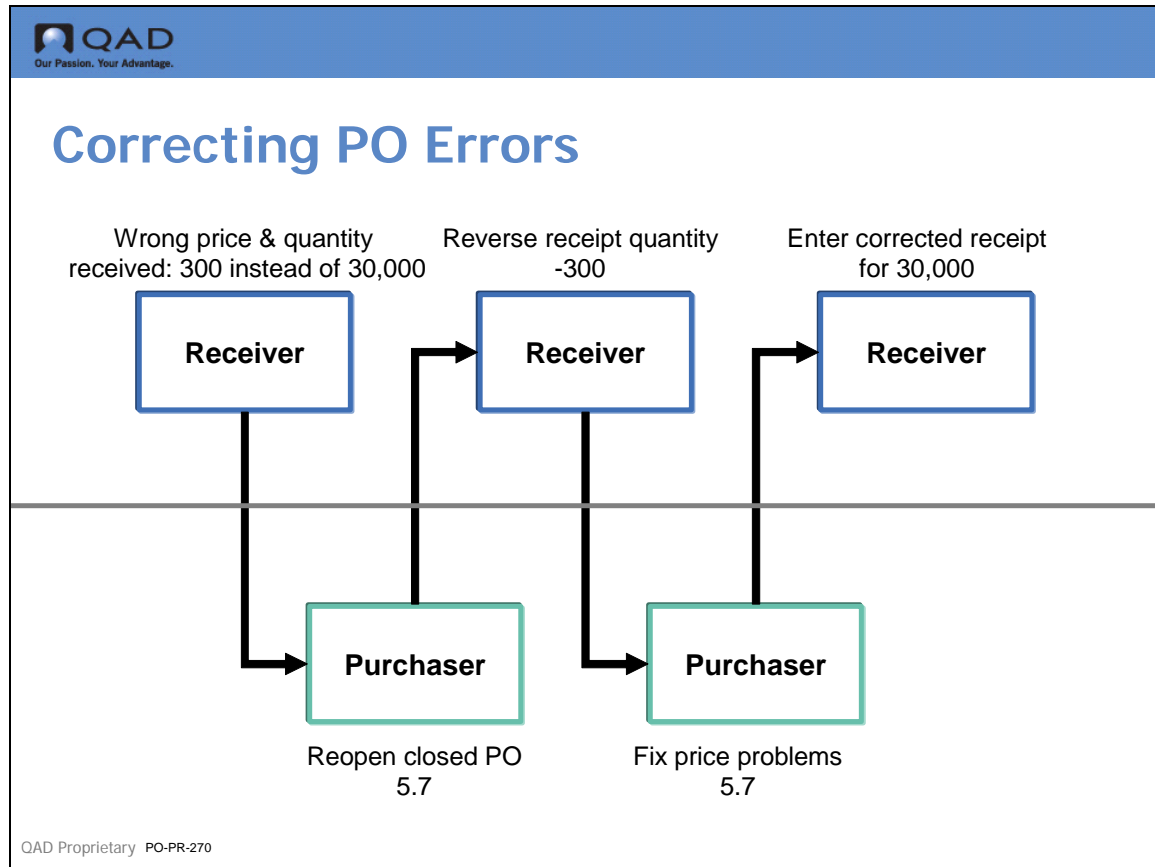 QAD
Our Passion. Your Advantage.
Correcting PO Errors
Wrong price & quantity
received: 300 instead of 30,000
Reverse receipt quantity
-300
Enter corrected receipt
for 30,000
Receiver
Receiver
Receiver
Purchaser
Purchaser
Reopen closed PO
5.7
Fix price problems
5.7
QAD Proprietary PO-PR-270